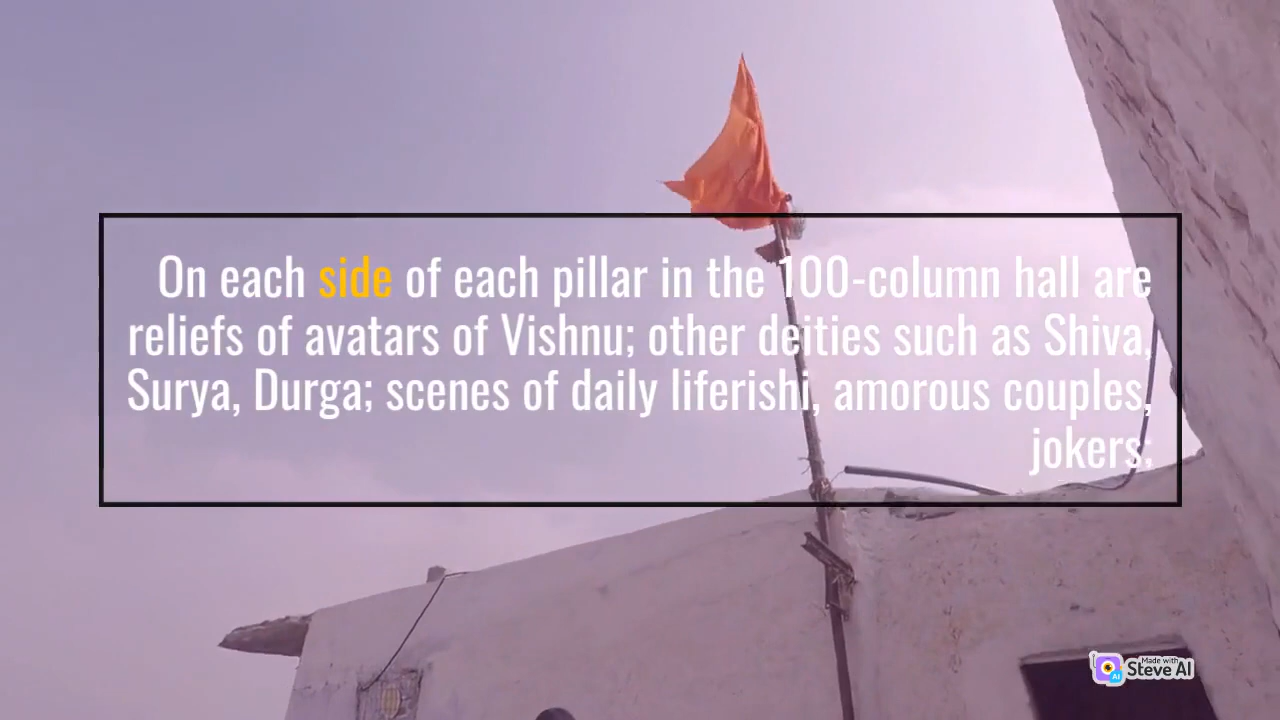 On each side of each pillar in the 100-column hall are
reliefs of avatars of Vishnu; other deities such as Shiva,
Surya, Durga; scenes of daily liferishi, amorous couples,
jokers;
Made with
Steve AI
AI